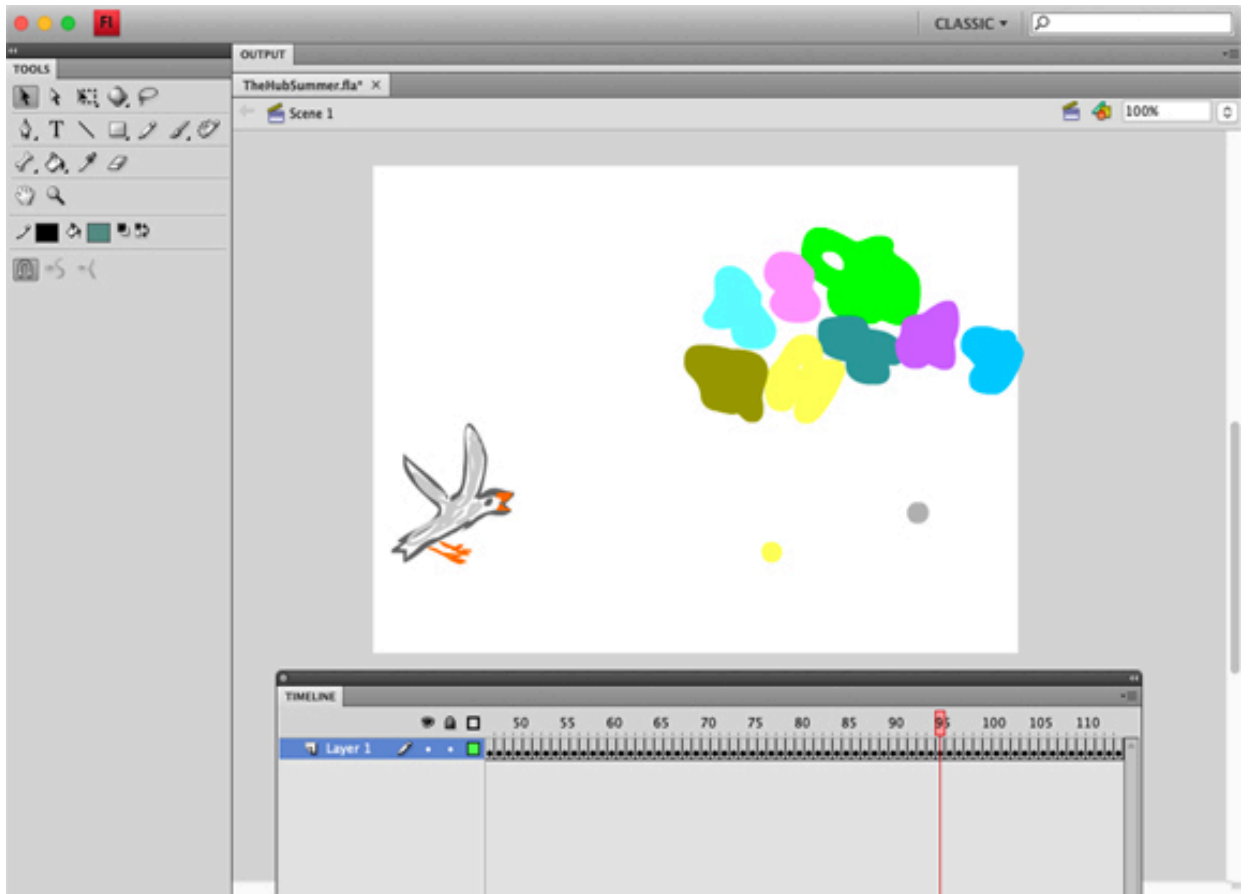 FL
CLASSIC
OUTPUT
TOOLS
TheHubSummer.fla*
Scene 1
100%
T
TIMELINE
50 55 60 65 70 75 80 85 90 95 100 105 110
Layer 1